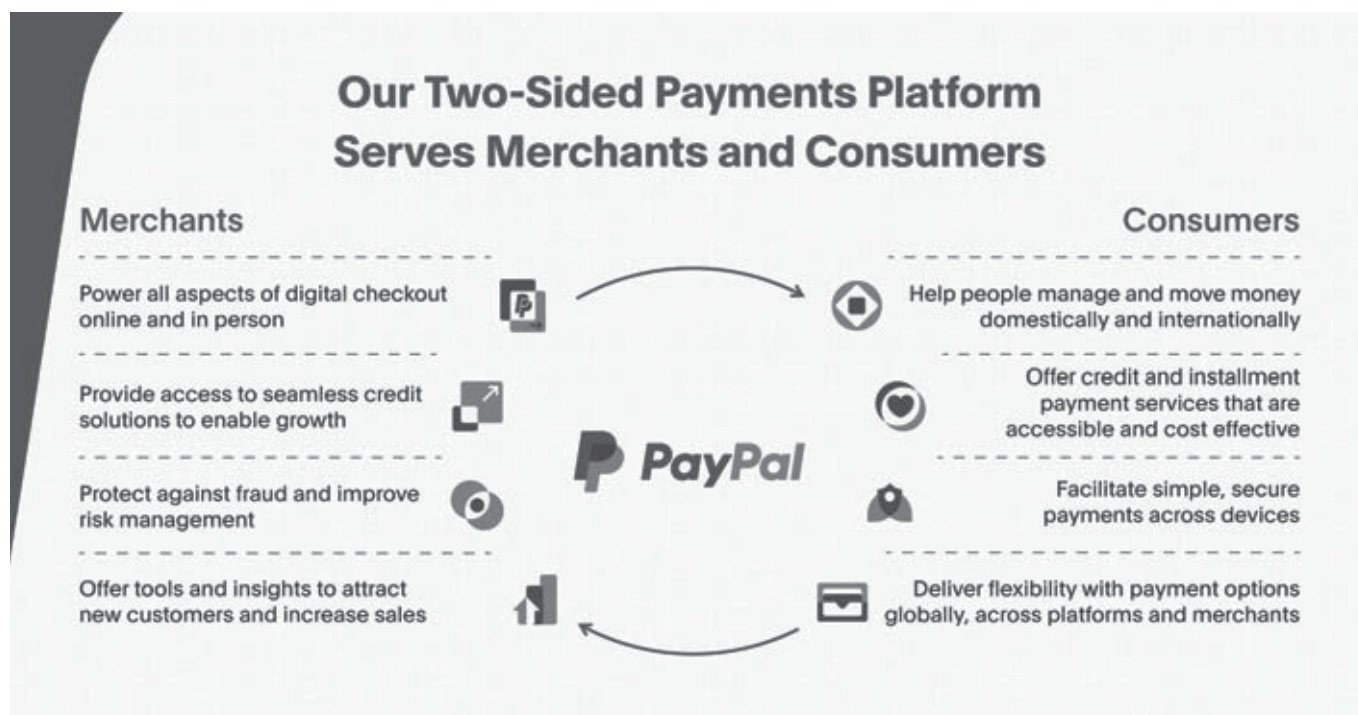 Our Two-Sided Payments Platform
Serves Merchants and Consumers
Merchants
Power all aspects of digital checkout
online and in person
Provide access to seamless credit
solutions to enable growth
Protect against fraud and improve
risk management
Offer tools and insights to attract
new customers and increase sales
PayPal
Consumers
Help people manage and move money
domestically and internationally
Offer credit and installment
payment services that are
accessible and cost effective
Facilitate simple, secure
payments across devices
Deliver flexibility with payment options
globally, across platforms and merchants